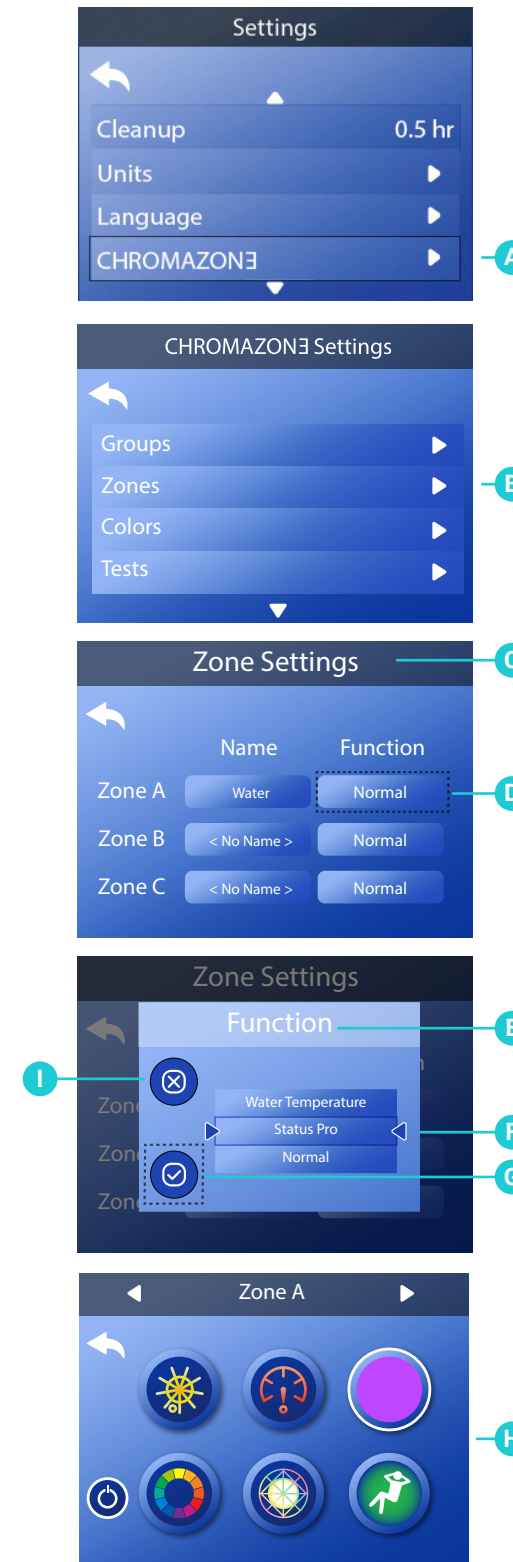 Settings
Cleanup 0.5 hr
Units
Language
CHROMAZONƎ
A
CHROMAZONƎ Settings
Groups
Zones
Colors
Tests
Zone Settings
Name Function
Zone A Water Normal
D
Zone B < No Name > Normal
Zone C < No Name > Normal
Zone Settings
Function
I
Water Temperature
Status Pro
Normal
G
Zone A
H